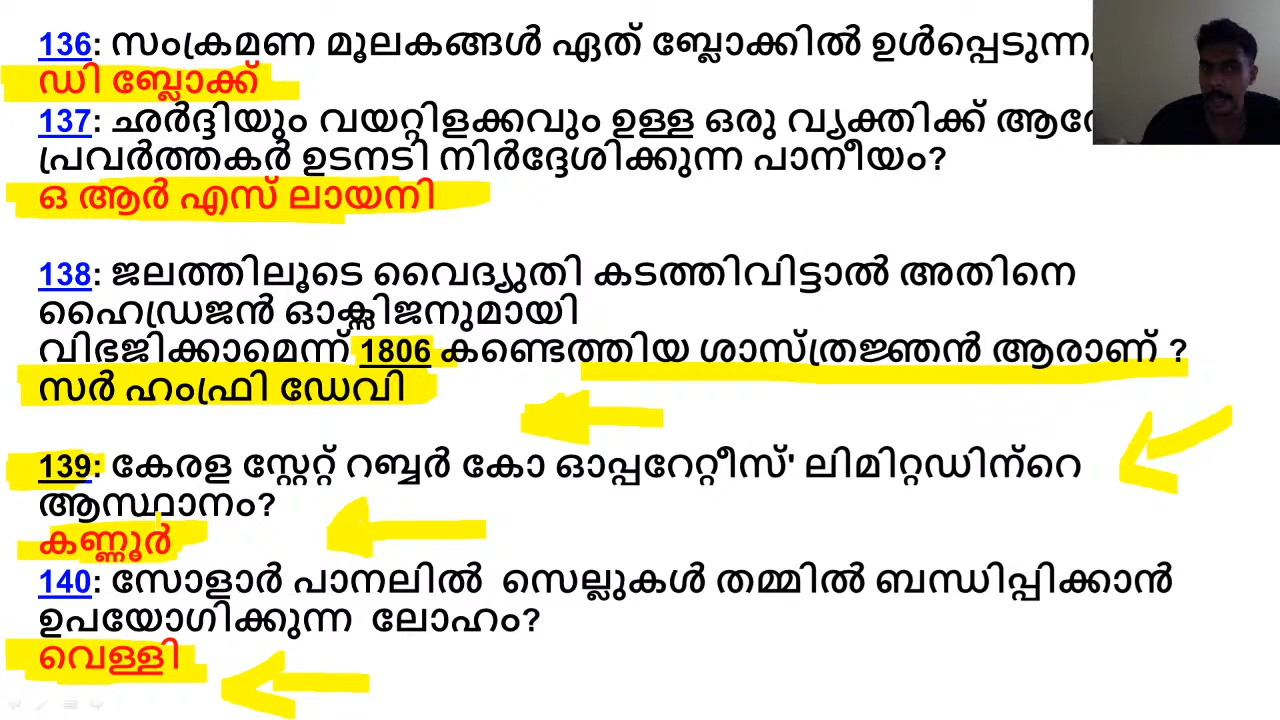 136: സംക്രമണ മൂലകങ്ങൾ ഏത് ബ്ലോക്കിൽ
ഡി ബ്ലോക്ക്
137: ഛർദ്ദിയും വയറ്റിളക്കവും ഉള്ള ഒരു വ്യക്തിക്ക്
പ്രവർത്തകർ ഉടനടി നിർദ്ദേശിക്കുന്ന പാനീയം?
ഒ ആർ എസ് ലായനി
138: ജലത്തിലൂടെ വൈദ്യുതി കടത്തിവിട്ടാൽ അതിനെ
ഹൈഡ്രജൻ ഓക്സിജനുമായി
വിഭജിക്കാമെന്ന് 1806 കണ്ടെത്തിയ ശാസ്ത്രജ്ഞൻ ആരാണ് ?
സർ ഹംഫ്രി ഡേവി
139: കേരള സ്റ്റേറ്റ് റബ്ബർ കോ ഓപ്പറേറ്റീസ്' ലിമിറ്റഡിന്റെ
ആസ്ഥാനം?
കണ്ണൂർ
140: സോളാർ പാനലിൽ സെല്ലുകൾ തമ്മിൽ ബന്ധിപ്പിക്കാൻ
ഉപയോഗിക്കുന്ന ലോഹം?
വെള്ളി